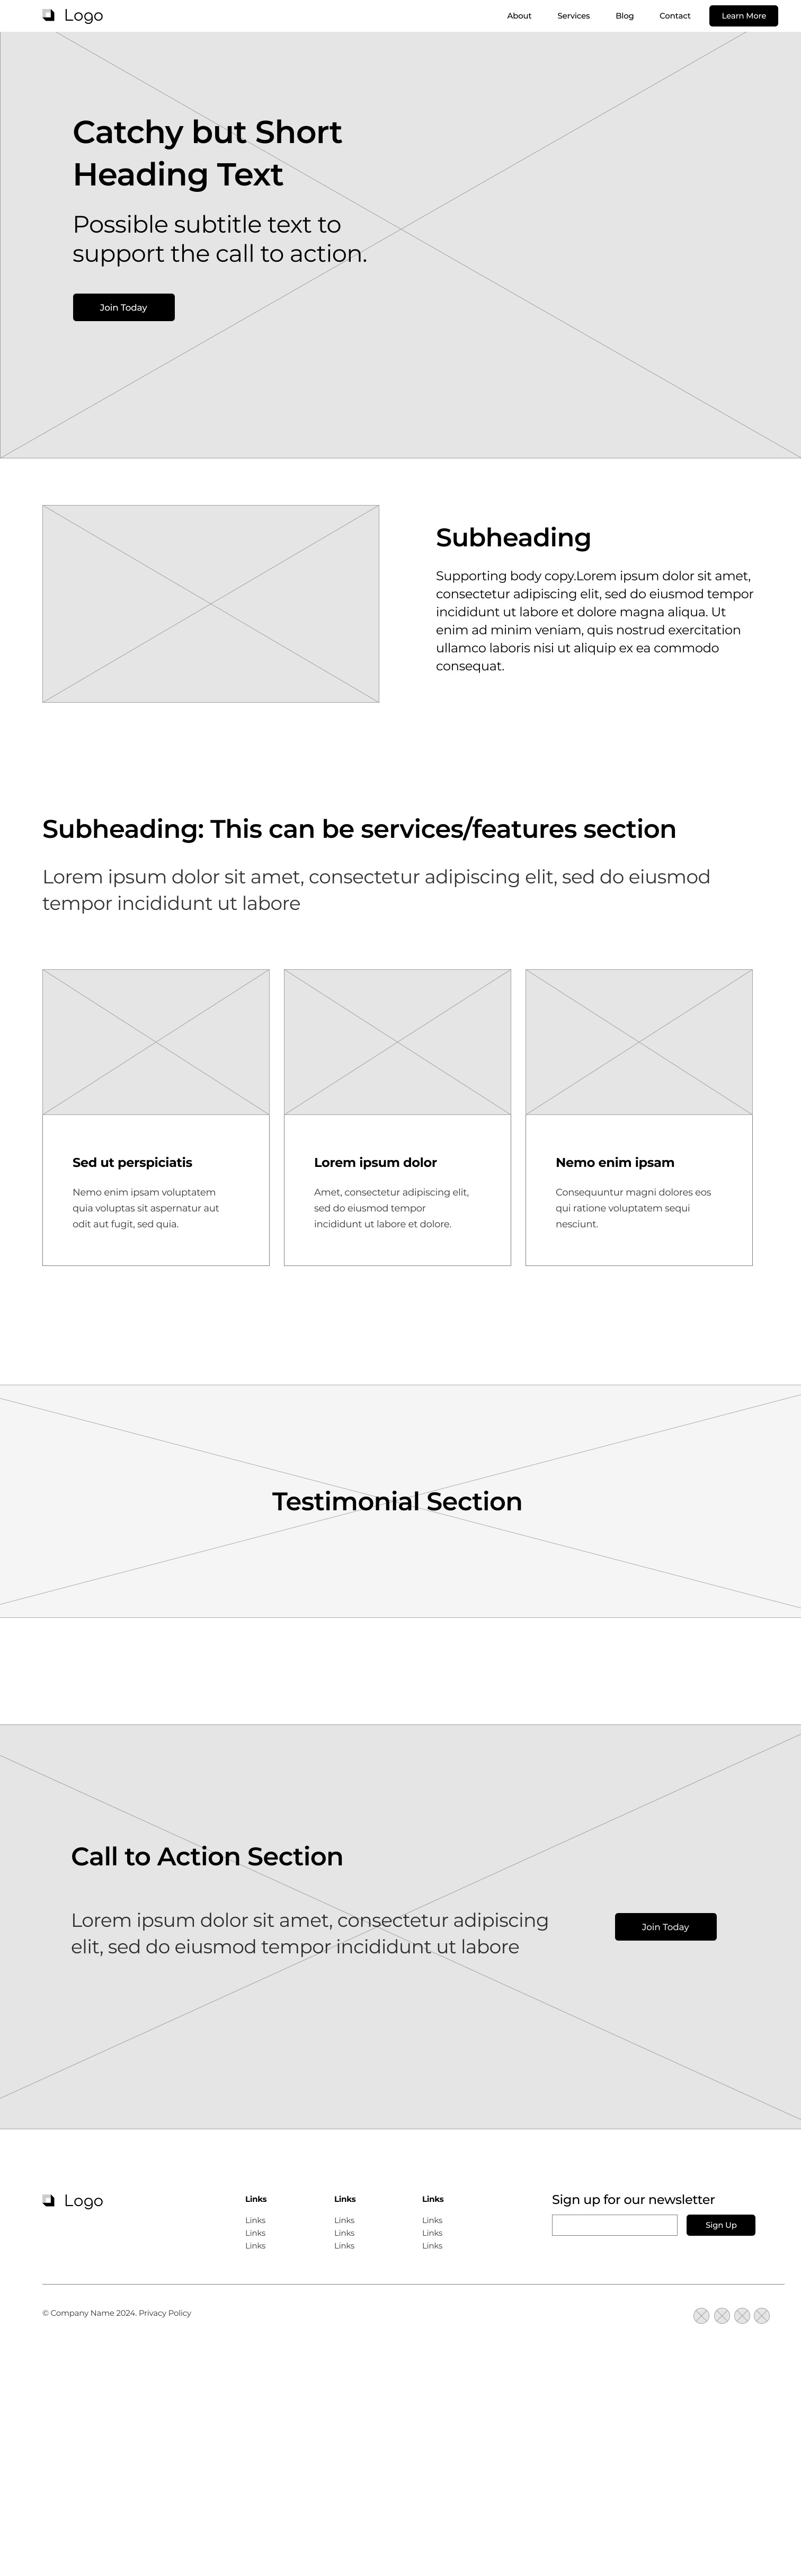 Logo
About Services Blog Contact Learn More
Catchy but Short
Heading Text
Possible subtitle text to
support the call to action.
Join Today
Subheading
Supporting body copy.Lorem ipsum dolor sit amet,
consectetur adipiscing elit, sed do eiusmod tempor
incididunt ut labore et dolore magna aliqua. Ut
enim ad minim veniam, quis nostrud exercitation
ullamco laboris nisi ut aliquip ex ea commodo
consequat.
Subheading: This can be services/features section
Lorem ipsum dolor sit amet, consectetur adipiscing elit, sed do eiusmod
tempor incididunt ut labore
Sed ut perspiciatis
Nemo enim ipsam voluptatem
quia voluptas sit aspernatur aut
odit aut fugit, sed quia.
Lorem ipsum dolor
Amet, consectetur adipiscing elit,
sed do eiusmod tempor
incididunt ut labore et dolore.
Nemo enim ipsam
Consequuntur magni dolores eos
qui ratione voluptatem sequi
nesciunt.
Testimonial Section
Call to Action Section
Lorem ipsum dolor sit amet, consectetur adipiscing
elit, sed do eiusmod tempor incididunt ut labore
Join Today
Logo
Links
Links
Links
Links
Links
Links
Links
Links
Links
Links
Links
Links
Sign up for our newsletter
Sign Up
© Company Name 2024. Privacy Policy